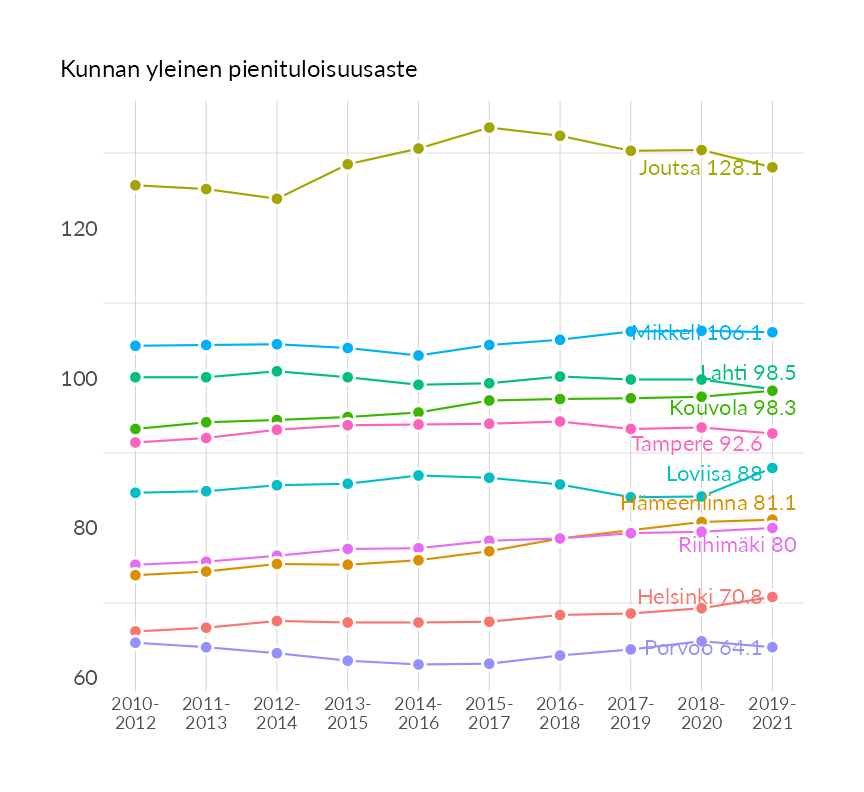 Kunnan yleinen pienituloisuusaste
Joutsa 128.1
120
Mikkeli 106.1
Lahti 98.5
100
Kouvola 98.3
Tampere 92.6
Loviisa 88
Hämeenlinna 81.1
80
Riihimäki 80
Helsinki 70.8
Porvoo 64.1
60
2010- 2011- 2012- 2013- 2014- 2015- 2016- 2017- 2018- 2019-
2012 2013 2014 2015 2016 2017 2018 2019 2020 2021